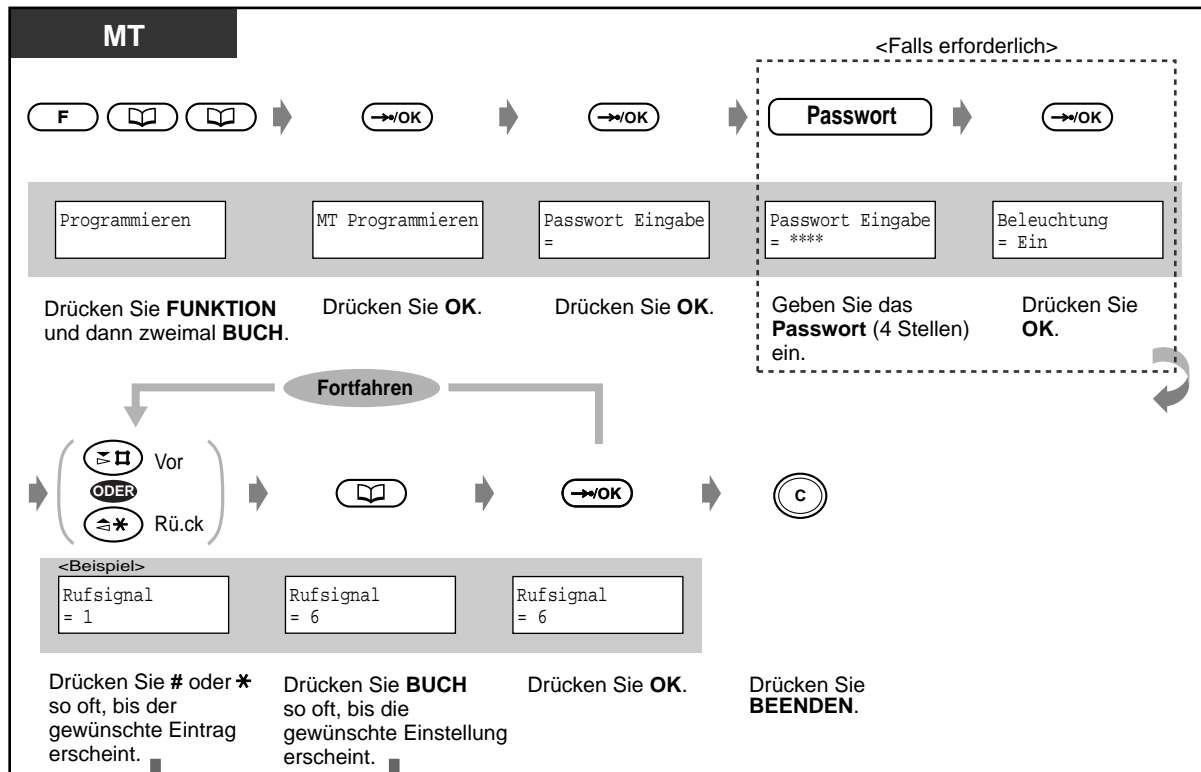 MT
<Falls erforderlich>
F
/OK
/OK
Passwort
/OK
Programmieren
MT Programmieren
Passwort Eingabe
=
Passwort Eingabe
= ****
Beleuchtung
= Ein
Drücken Sie FUNKTION
und dann zweimal BUCH.
Drücken Sie OK.
Drücken Sie OK.
Geben Sie das
Passwort (4 Stellen)
ein.
Drücken Sie
OK.
Fortfahren
Vor
ODER
Rü.ck
/OK
C
<Beispiel>
Rufsignal
= 1
Rufsignal
= 6
Rufsignal
= 6
Drücken Sie # oder *
so oft, bis der
gewünschte Eintrag
erscheint.
Drücken Sie BUCH
so oft, bis die
gewünschte Einstellung
erscheint.
Drücken Sie OK.
Drücken Sie
BEENDEN.